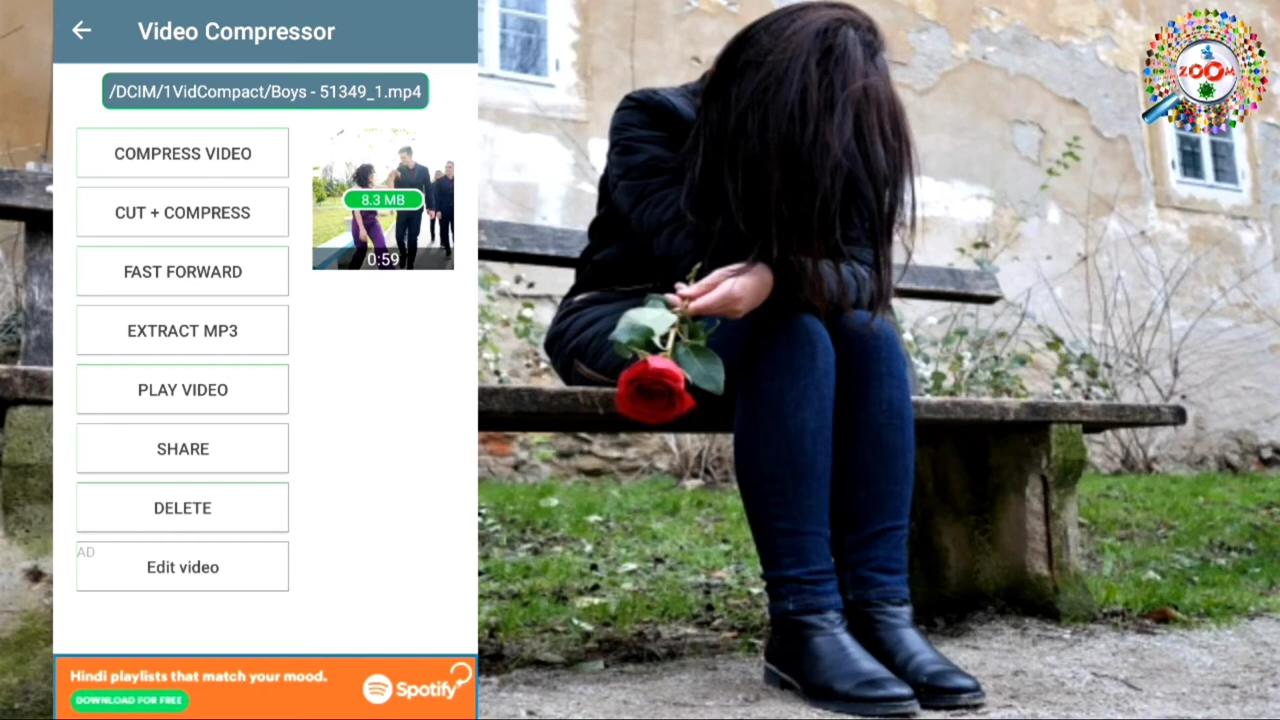 Video Compressor
/DCIM/1VidCompact/Boys - 51349_1.mp4
COMPRESS VIDEO
CUT + COMPRESS
FAST FORWARD
EXTRACT MP3
PLAY VIDEO
SHARE
DELETE
AD
Edit video
8.3 MB
0:59
Hindi playlists that match your mood.
DOWNLOAD FOR FREE
Spotify
ZOOM